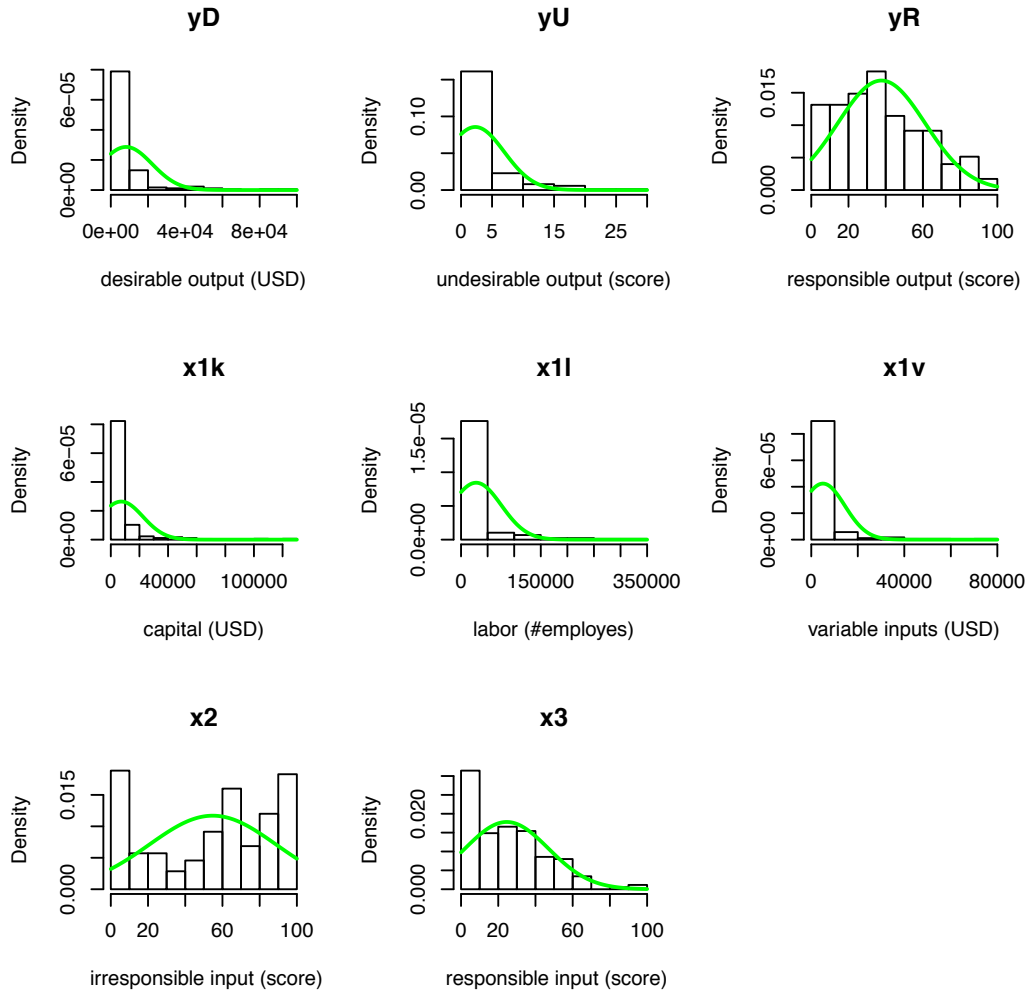 yD
Density
0e+00 6e−05
0e+00 4e+04 8e+04
desirable output (USD)
yU
Density
0.00 0.10
0 5 15 25
undesirable output (score)
yR
Density
0.000 0.015
0 20 60 100
responsible output (score)
x1k
Density
0e+00 6e−05
0 40000 100000
capital (USD)
x1l
Density
0.0e+00 1.5e−05
0 150000 350000
labor (#employes)
x1v
Density
0e+00 6e−05
0 40000 80000
variable inputs (USD)
x2
Density
0.000 0.015
0 20 60 100
irresponsible input (score)
x3
Density
0.000 0.020
0 20 60 100
responsible input (score)